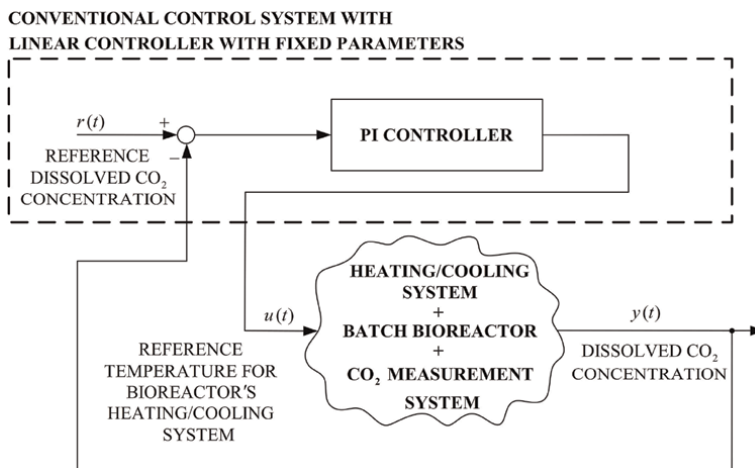 CONVENTIONAL CONTROL SYSTEM WITH
LINEAR CONTROLLER WITH FIXED PARAMETERS
r(t)
+
−
REFERENCE
DISSOLVED CO₂
CONCENTRATION
PI CONTROLLER
u(t)
REFERENCE
TEMPERATURE FOR
BIOREACTOR'S
HEATING/COOLING
SYSTEM
HEATING/COOLING
SYSTEM
+
BATCH BIOREACTOR
+
CO₂ MEASUREMENT
SYSTEM
y(t)
DISSOLVED CO₂
CONCENTRATION